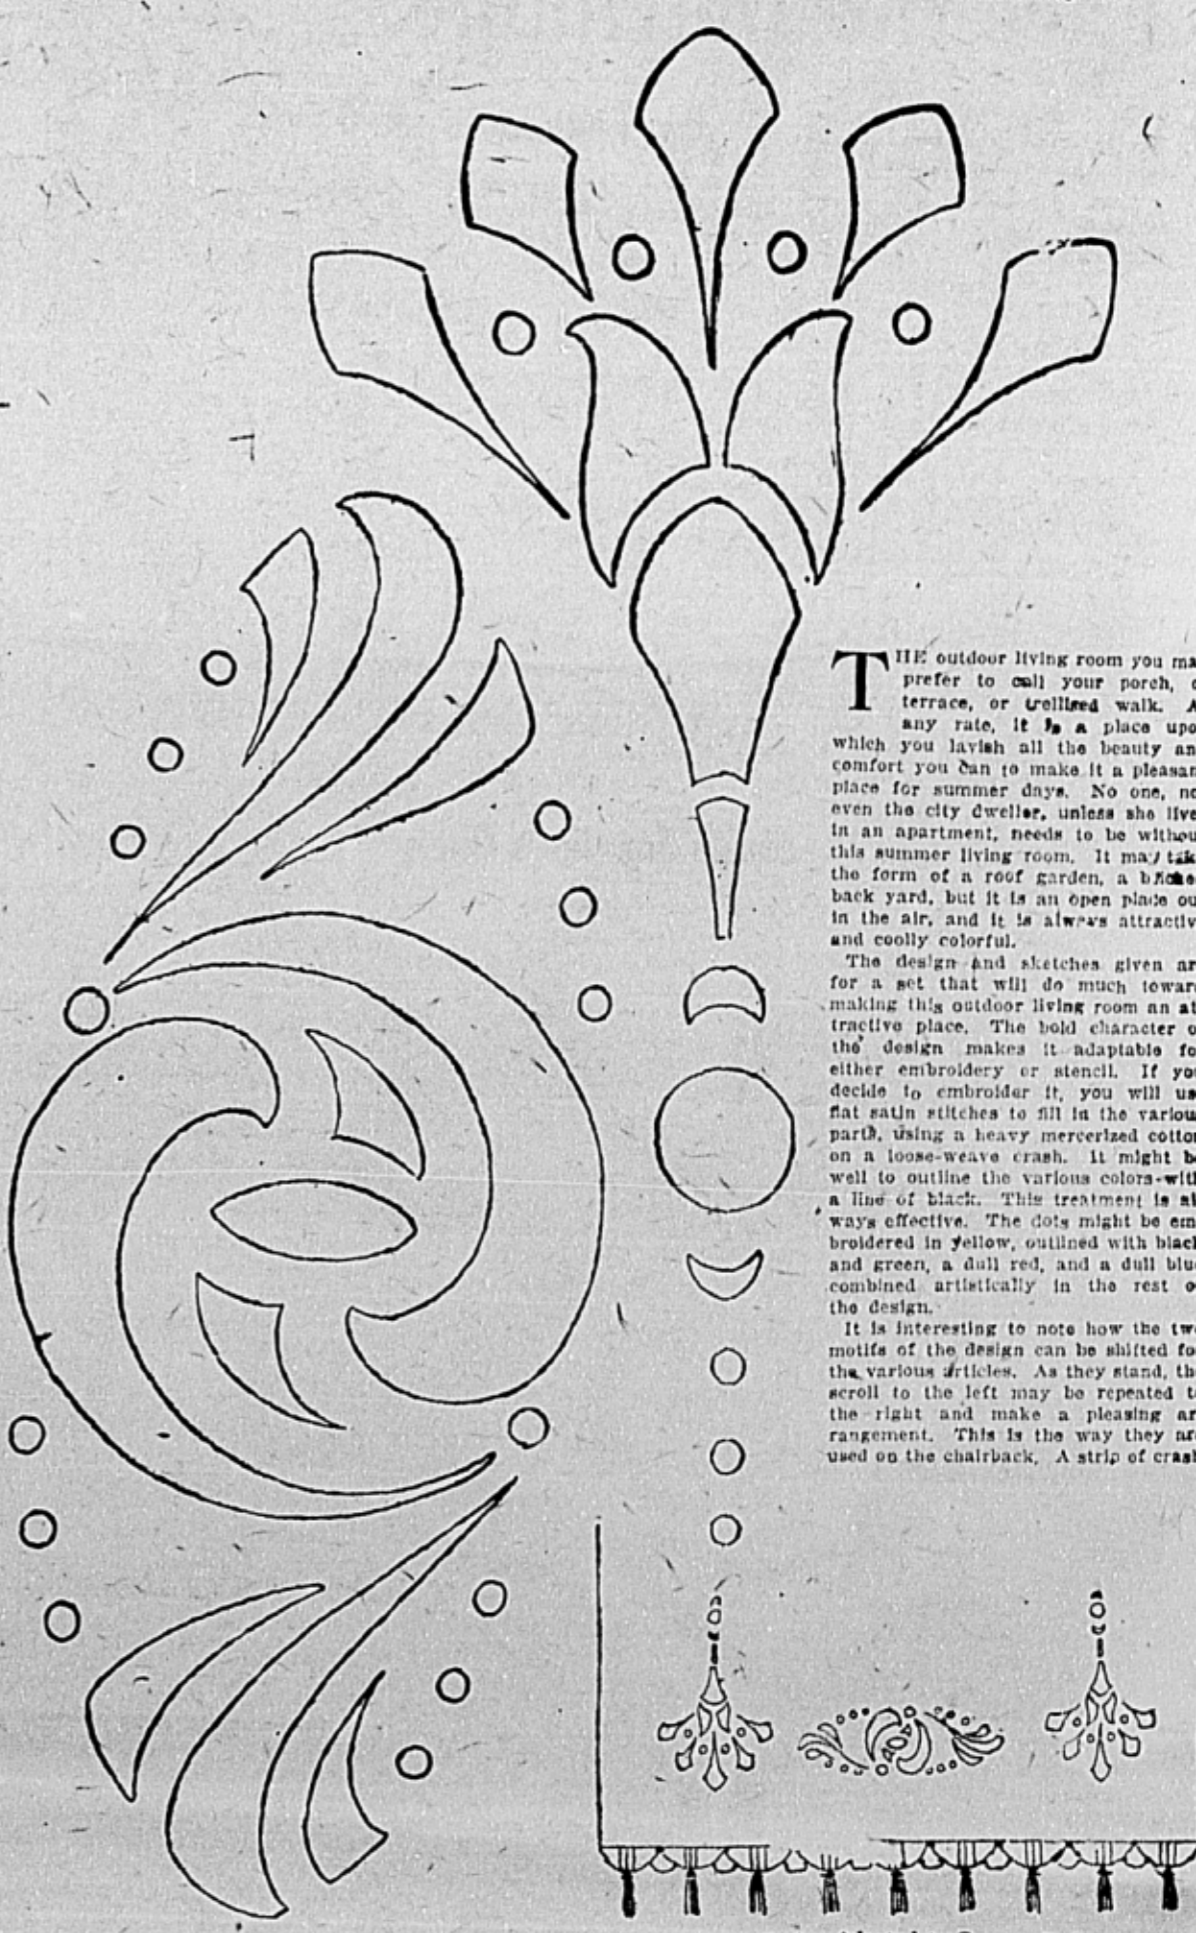 THE outdoor living room you ma
prefer to call your porch, o
terrace, or trellised walk. A
any rate, it is a place upo
which you lavish all the beauty an
comfort you can to make it a pleasan
place for summer days. No one, no
even the city dweller, unless she live
in an apartment, needs to be withou
this summer living room. It may tak
the form of a roof garden, a
back yard, but it is an open place ou
in the air, and it is always attractiv
and coolly colorful.
The design and sketches given ar
for a set that will do much towar
making this outdoor living room an at
tractive place. The bold character o
the design makes it adaptable fo
either embroidery or stencil. If you
decide to embroider it, you will us
flat satin stitches to fill in the variou
parts, using a heavy mercerized cotton
on a loose-weave crash. It might be
well to outline the various colors with
a line of black. This treatment is al
ways effective. The dots might be em
broidered in yellow, outlined with black
and green, a dull red, and a dull blue
combined artistically in the rest o
the design.
It is interesting to note how the two
motifs of the design can be shifted fo
the various articles. As they stand, the
scroll to the left may be repeated to
the right and make a pleasing ar
rangement. This is the way they are
used on the chairback. A strip of crash